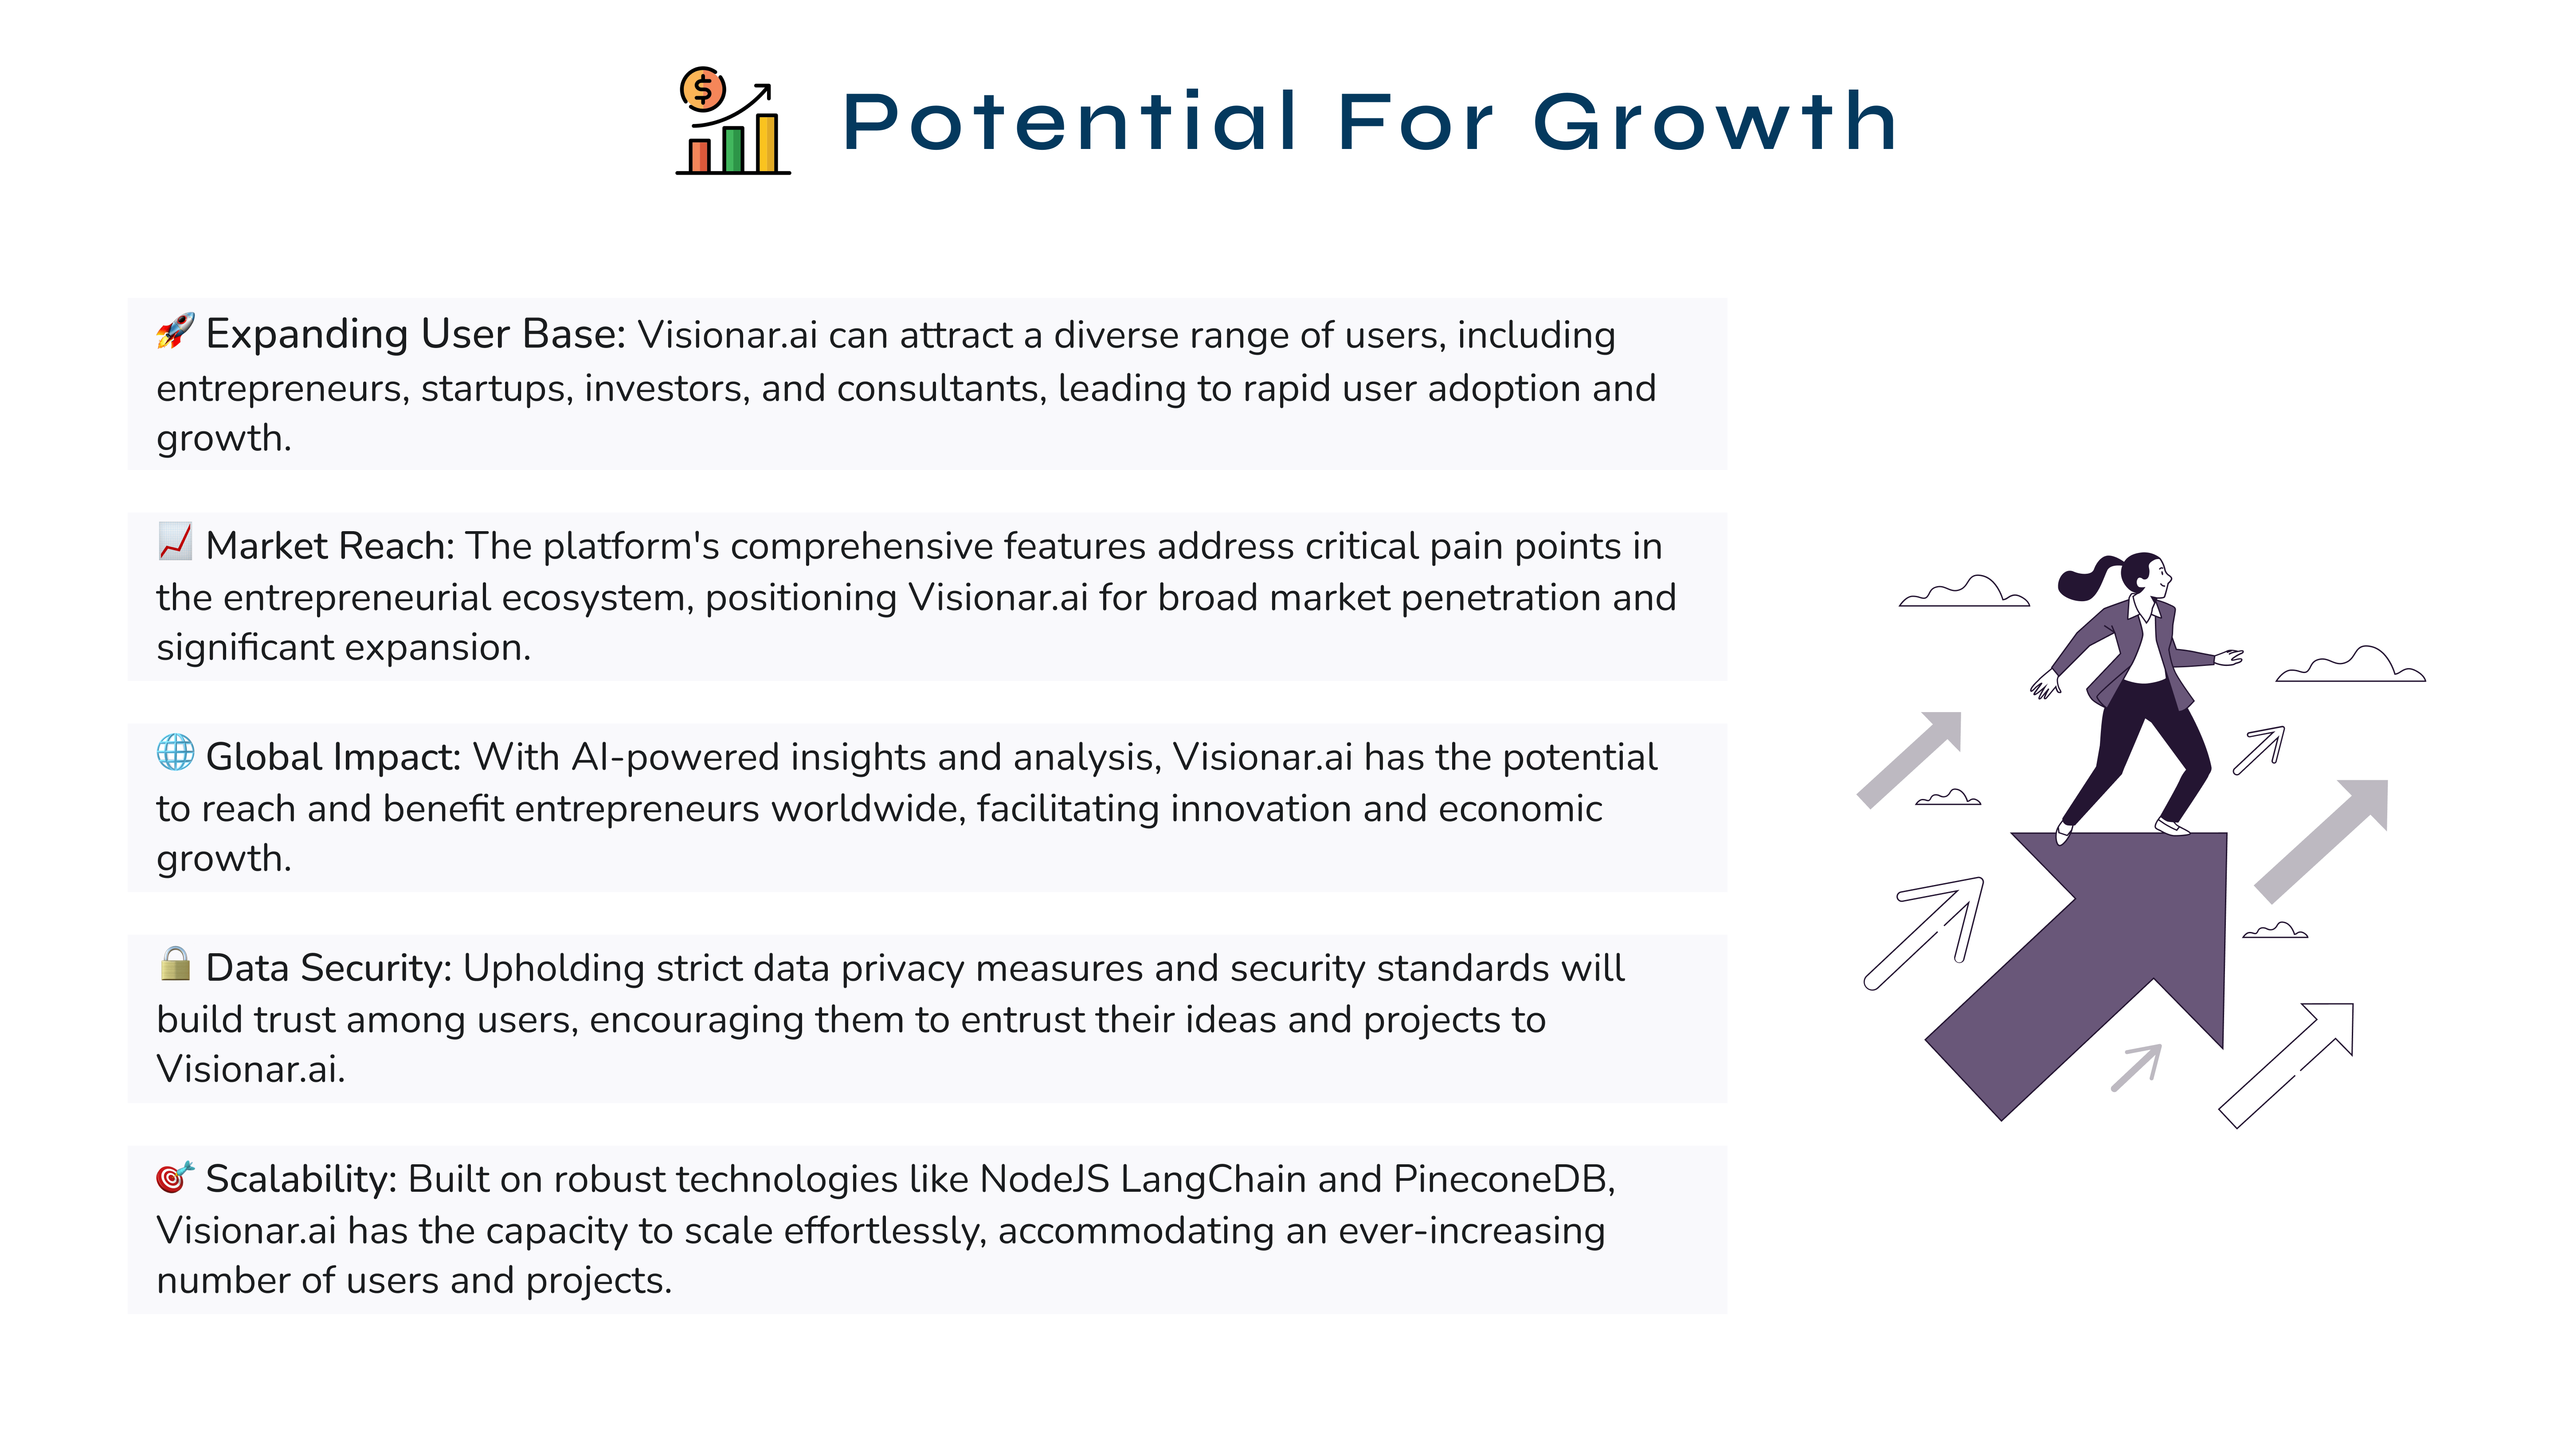 Potential For Growth
🚀 Expanding User Base: Visionar.ai can attract a diverse range of users, including
entrepreneurs, startups, investors, and consultants, leading to rapid user adoption and
growth.
📈 Market Reach: The platform's comprehensive features address critical pain points in
the entrepreneurial ecosystem, positioning Visionar.ai for broad market penetration and
significant expansion.
🌐 Global Impact: With AI-powered insights and analysis, Visionar.ai has the potential
to reach and benefit entrepreneurs worldwide, facilitating innovation and economic
growth.
🔒 Data Security: Upholding strict data privacy measures and security standards will
build trust among users, encouraging them to entrust their ideas and projects to
Visionar.ai.
🎯 Scalability: Built on robust technologies like NodeJS LangChain and PineconeDB,
Visionar.ai has the capacity to scale effortlessly, accommodating an ever-increasing
number of users and projects.